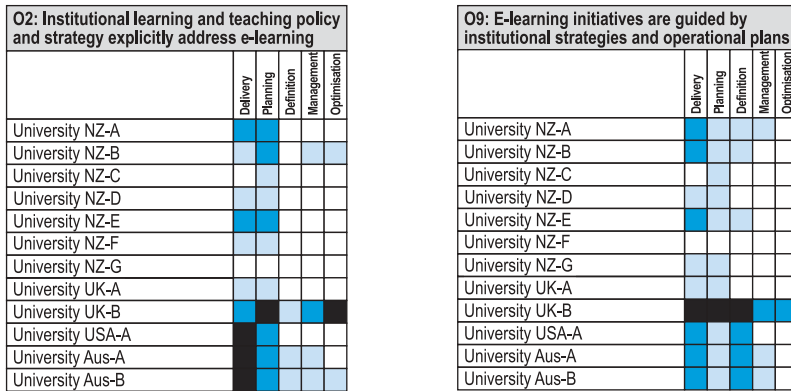 O2: Institutional learning and teaching policy
and strategy explicitly address e-learning
Delivery
Planning
Definition
Management
Optimisation
University NZ-A
University NZ-B
University NZ-C
University NZ-D
University NZ-E
University NZ-F
University NZ-G
University UK-A
University UK-B
University USA-A
University Aus-A
University Aus-B
O9: E-learning initiatives are guided by
institutional strategies and operational plans
Delivery
Planning
Definition
Management
Optimisation
University NZ-A
University NZ-B
University NZ-C
University NZ-D
University NZ-E
University NZ-F
University NZ-G
University UK-A
University UK-B
University USA-A
University Aus-A
University Aus-B